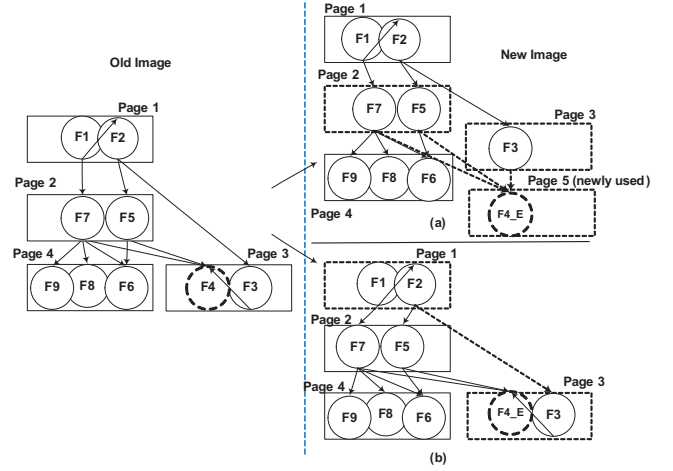 Old Image
Page 1
F1
F2
Page 2
F7
F5
Page 4
Page 3
F9
F8
F6
F4
F3
Page 1
F1
F2
New Image
Page 2
F7
F5
Page 3
F3
F9
F8
F6
Page 5 (newly used)
F4_E
Page 4
(a)
Page 1
F1
F2
Page 2
F7
F5
Page 4
Page 3
F9
F8
F6
F4_E
F3
(b)